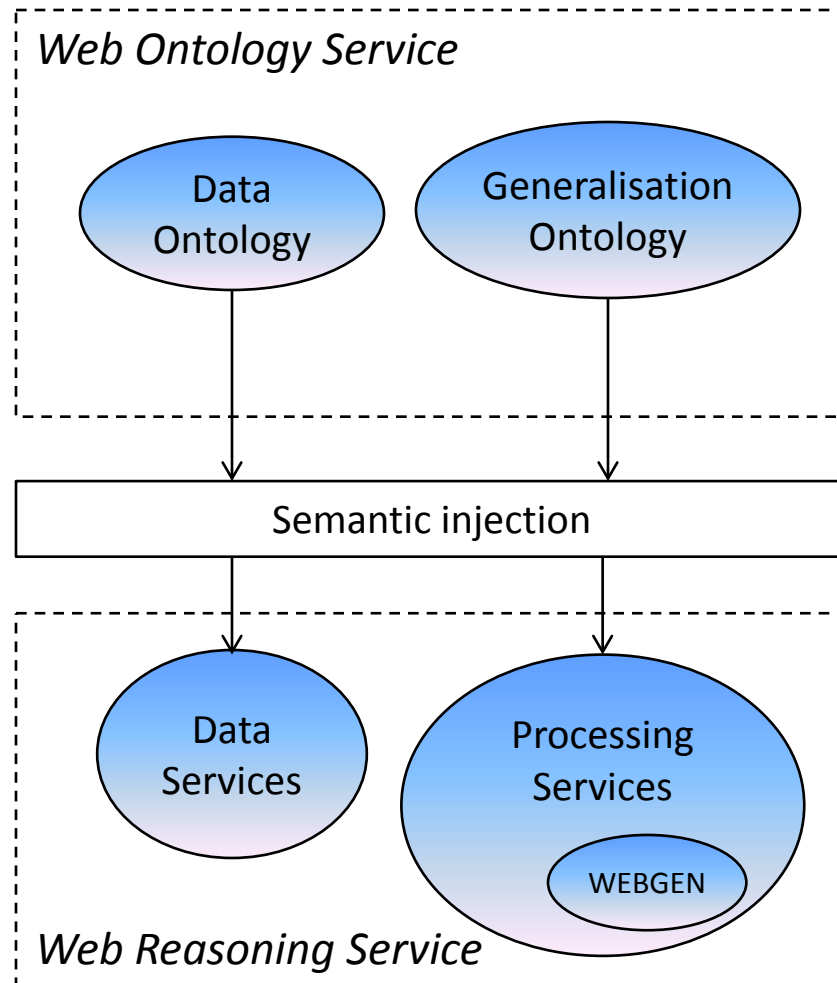 Web Ontology Service
Data
Ontology
Generalisation
Ontology
Semantic injection
Data
Services
Processing
Services
WEBGEN
Web Reasoning Service